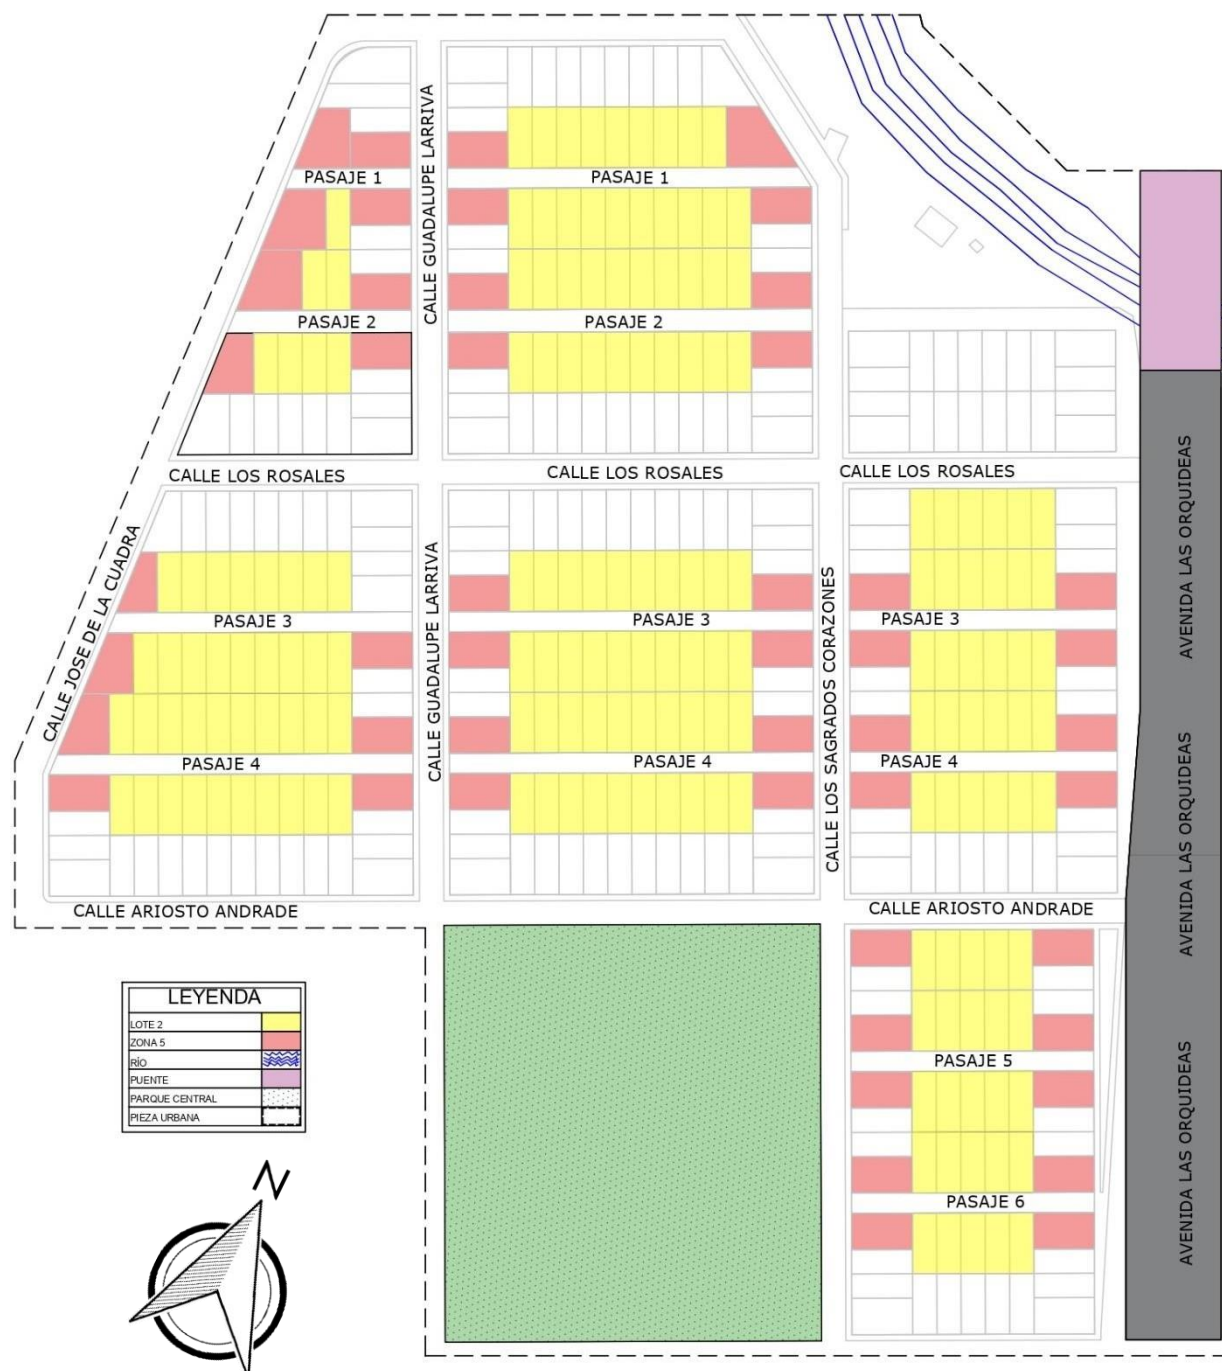 CALLE GUADALUPE LARRIVA
PASAJE 1
PASAJE 1
PASAJE 2
PASAJE 2
CALLE LOS ROSALES
CALLE LOS ROSALES
CALLE LOS ROSALES
AVENIDA LAS ORQUIDEAS
CALLE JOSE DE LA CUADRA
CALLE GUADALUPE LARRIVA
CALLE LOS SAGRADOS CORAZONES
PASAJE 3
PASAJE 3
PASAJE 3
PASAJE 4
PASAJE 4
PASAJE 4
AVENIDA LAS ORQUIDEAS
CALLE ARIOSTO ANDRADE
CALLE ARIOSTO ANDRADE
LEYENDA
LOTE 2
ZONA 5
RÍO
PUENTE
PARQUE CENTRAL
PIEZA URBANA
PASAJE 5
AVENIDA LAS ORQUIDEAS
PASAJE 6
N